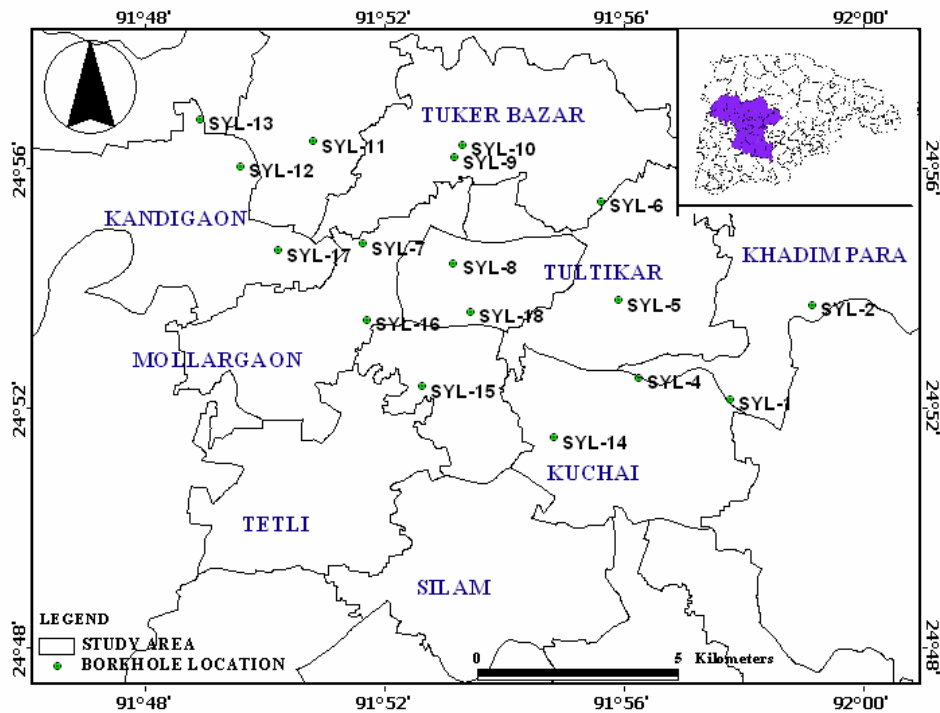 91°48' 91°52' 91°56' 92°00'
TUKER BAZAR
SYL-13
SYL-11
SYL-10
SYL-9
24°56' 24°56'
SYL-12
SYL-6
KANDIGAON
SYL-7
SYL-17
KHADIM PARA
SYL-8
TULTIKAR
SYL-5
SYL-2
SYL-18
SYL-16
MOLLARGAON
SYL-4
SYL-15
SYL-1
24°52' 24°52'
SYL-14
KUCHAI
TETLI
SILAM
LEGEND
STUDY AREA
BOREHOLE LOCATION
0 5 Kilometers
24°48' 24°48'
91°48' 91°52' 91°56' 92°00'